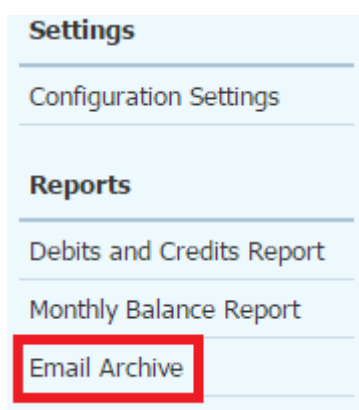 Settings
Configuration Settings
Reports
Debits and Credits Report
Monthly Balance Report
Email Archive